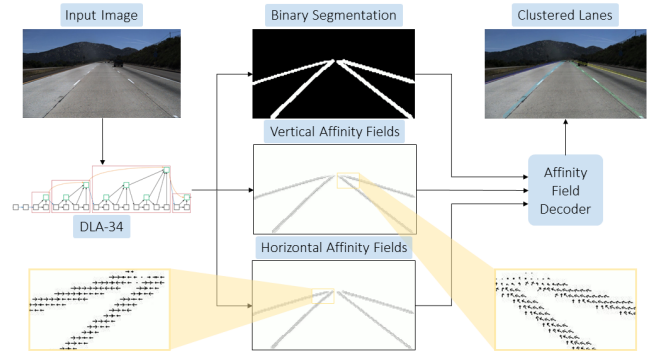 Input Image
Binary Segmentation
Clustered Lanes
Vertical Affinity Fields
Affinity
Field
Decoder
DLA-34
Horizontal Affinity Fields